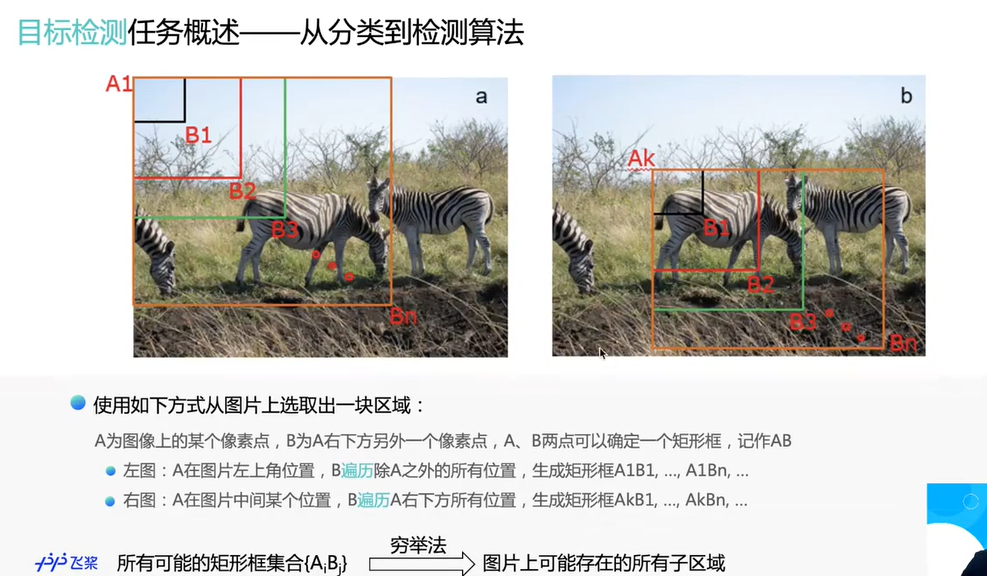 目标检测任务概述——从分类到检测算法
A1
a
B1
B2
B3
Bn
b
Ak
B1
B2
B3
Bn
使用如下方式从图片上选取出一块区域：
A为图像上的某个像素点，B为A右下方另外一个像素点，A、B两点可以确定一个矩形框，记作AB
左图：A在图片左上角位置，B遍历除A之外的所有位置，生成矩形框A1B1, ..., A1Bn, ...
右图：A在图片中间某个位置，B遍历A右下方所有位置，生成矩形框AkB1, ..., AkBn, ...
飞桨
所有可能的矩形框集合{AiBj}
穷举法
图片上可能存在的所有子区域